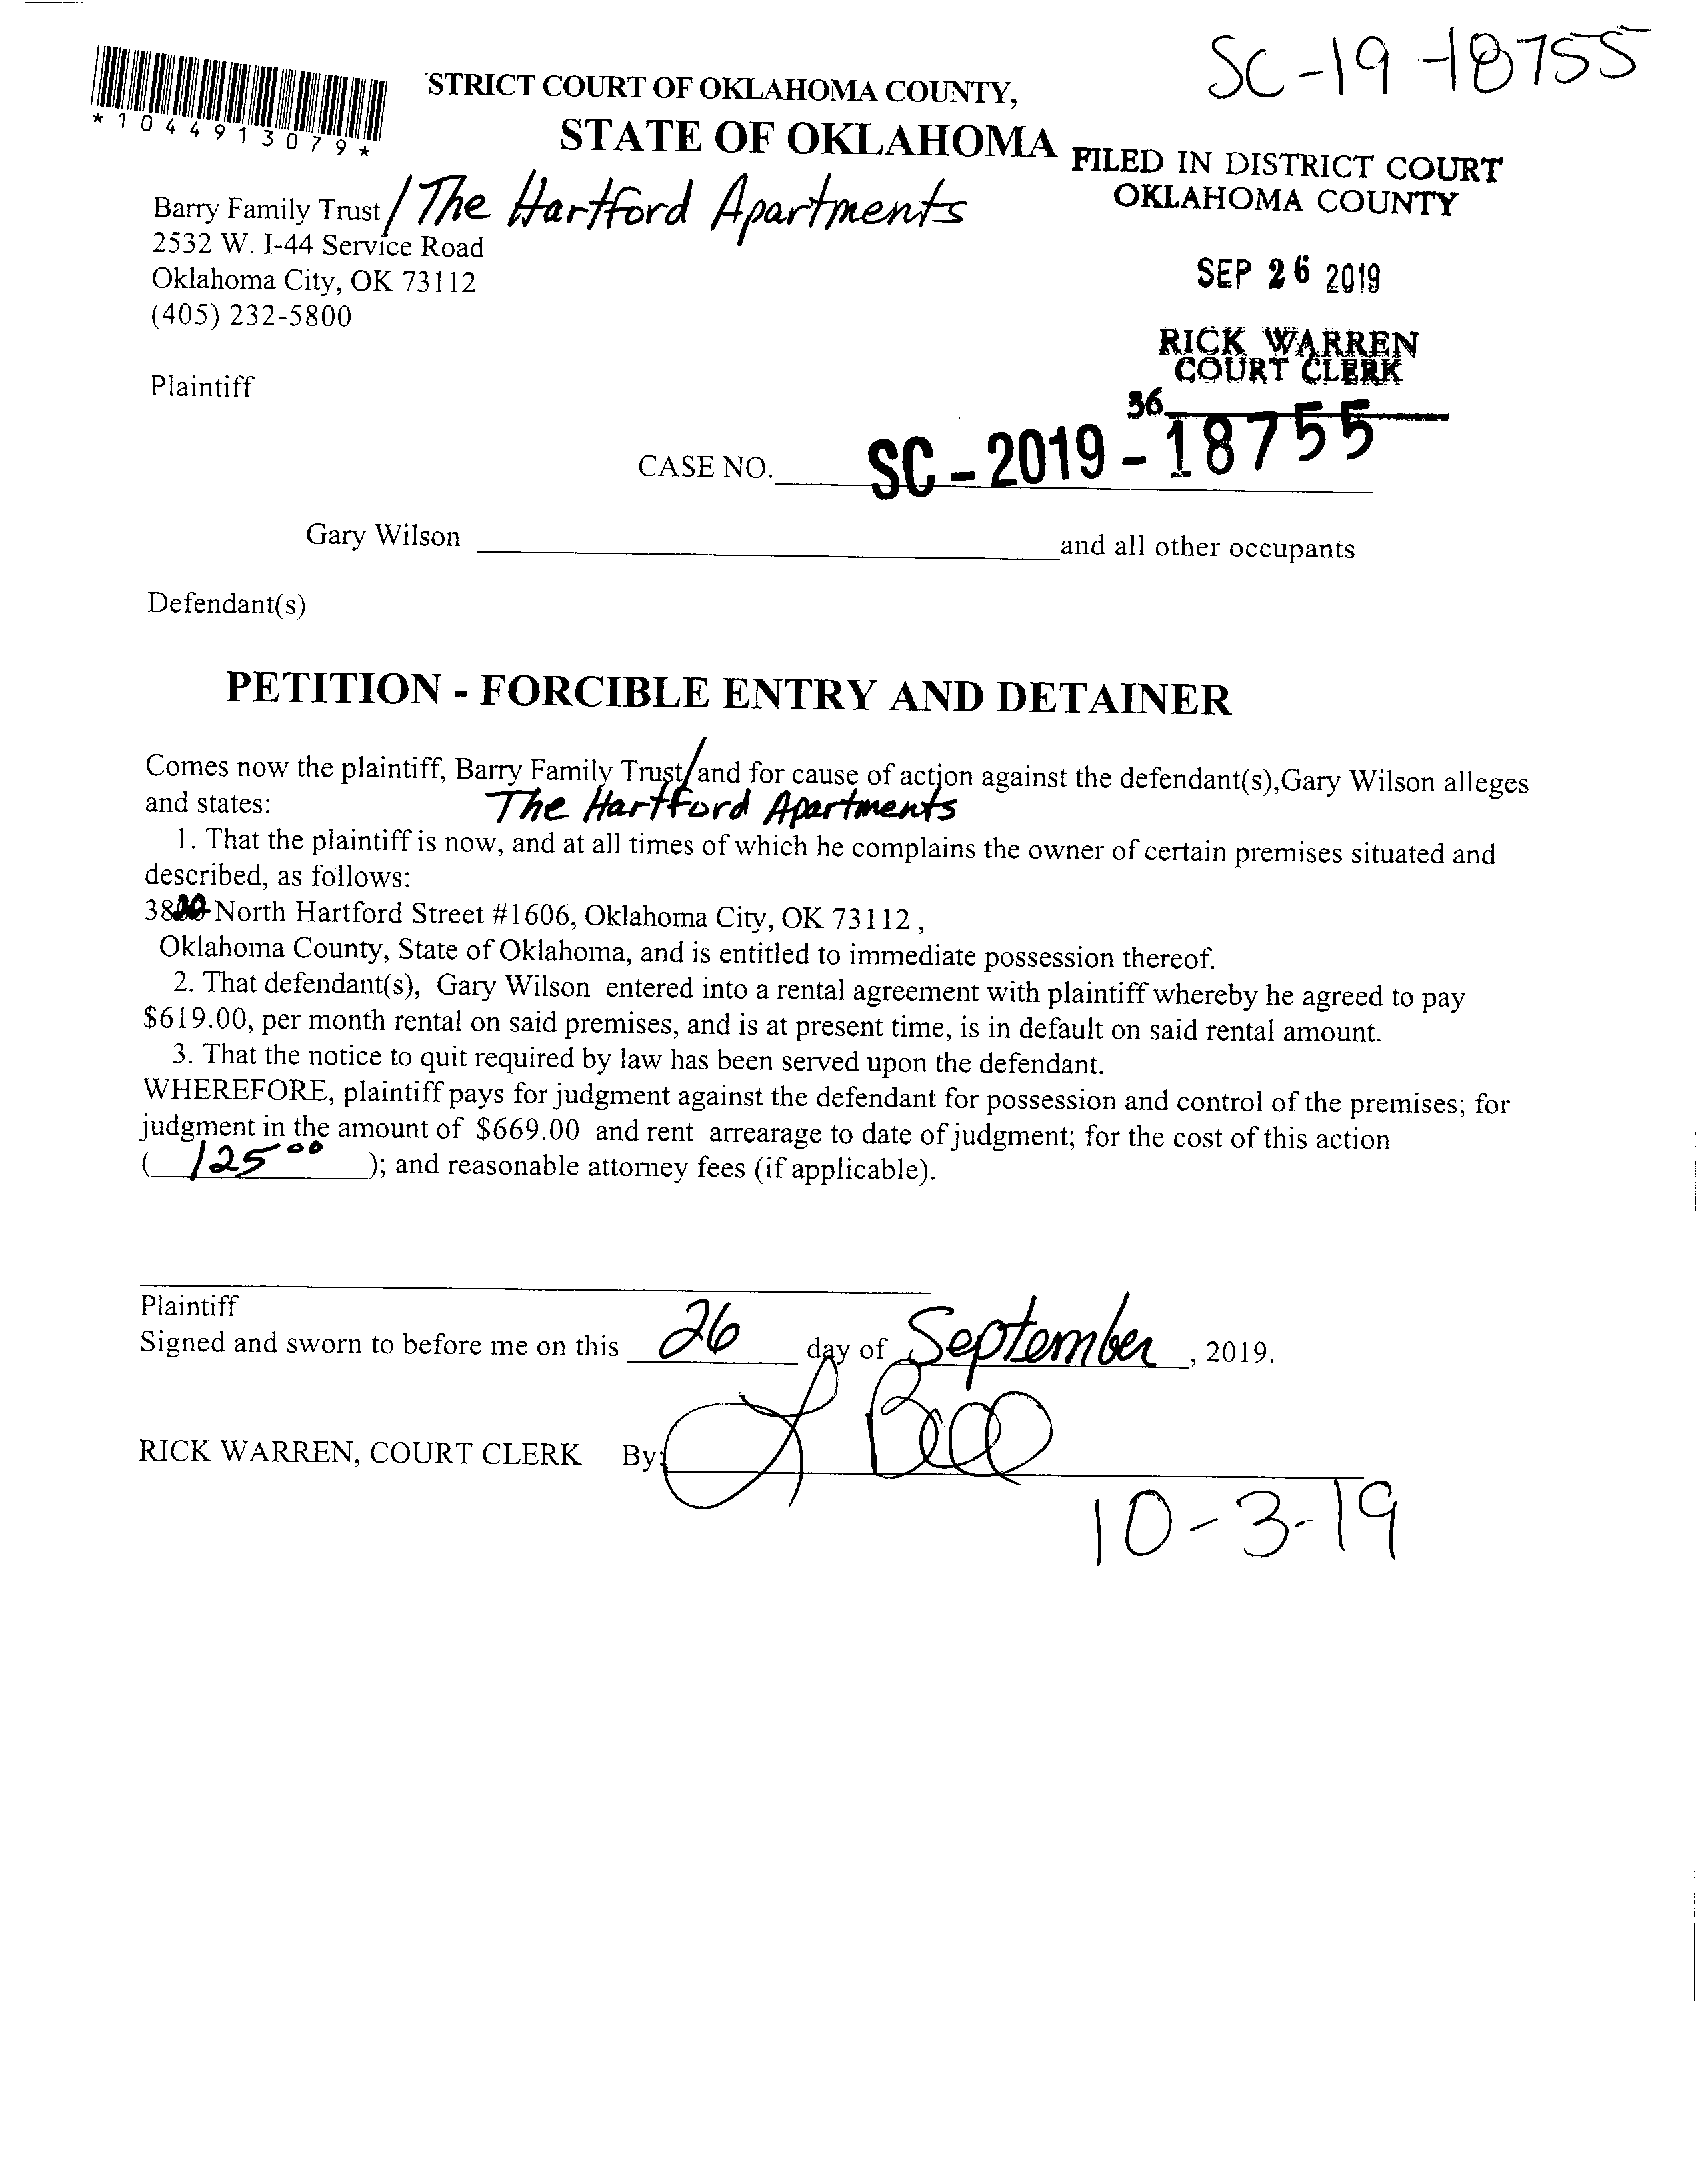 SC-19-18755
*1044913079*
STRICT COURT OF OKLAHOMA COUNTY,
STATE OF OKLAHOMA
FILED IN DISTRICT COURT
OKLAHOMA COUNTY
Barry Family Trust / The Hartford Apartments
2532 W. I-44 Service Road
Oklahoma City, OK 73112
(405) 232-5800
SEP 26 2019
RICK WARREN
COURT CLERK
Plaintiff
36
CASE NO. SC-2019-18755
Gary Wilson and all other occupants
Defendant(s)
PETITION - FORCIBLE ENTRY AND DETAINER
Comes now the plaintiff, Barry Family Trust/and for cause of action against the defendant(s),Gary Wilson alleges
and states: The Hartford Apartments
1. That the plaintiff is now, and at all times of which he complains the owner of certain premises situated and
described, as follows:
North Hartford Street #1606, Oklahoma City, OK 73112 ,
Oklahoma County, State of Oklahoma, and is entitled to immediate possession thereof.
2. That defendant(s), Gary Wilson entered into a rental agreement with plaintiff whereby he agreed to pay
$619.00, per month rental on said premises, and is at present time, is in default on said rental amount.
3. That the notice to quit required by law has been served upon the defendant.
WHEREFORE, plaintiff pays for judgment against the defendant for possession and control of the premises; for
judgment in the amount of $669.00 and rent arrearage to date of judgment; for the cost of this action
( 125 00 ); and reasonable attorney fees (if applicable).
Plaintiff
Signed and sworn to before me on this 26 day of September, 2019.
RICK WARREN, COURT CLERK By:
10-3-19